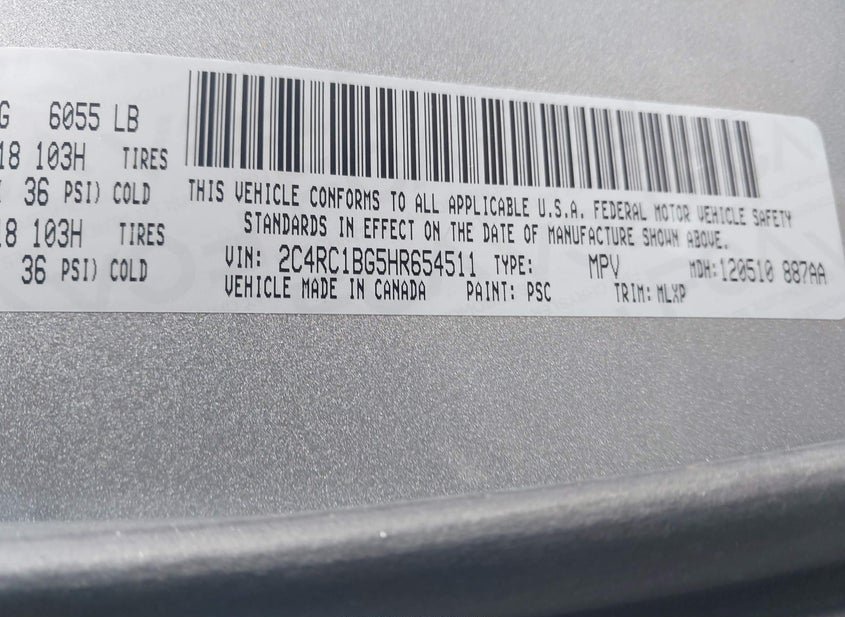 G 6055 LB
18 103H TIRES
36 PSI) COLD
18 103H TIRES
36 PSI) COLD
THIS VEHICLE CONFORMS TO ALL APPLICABLE U.S.A. FEDERAL MOTOR VEHICLE SAFETY
STANDARDS IN EFFECT ON THE DATE OF MANUFACTURE SHOWN ABOVE.
VIN: 2C4RC1BG5HR654511 TYPE: MPV MDH:120510 887AA
VEHICLE MADE IN CANADA PAINT: PSC TRIM: MLXP